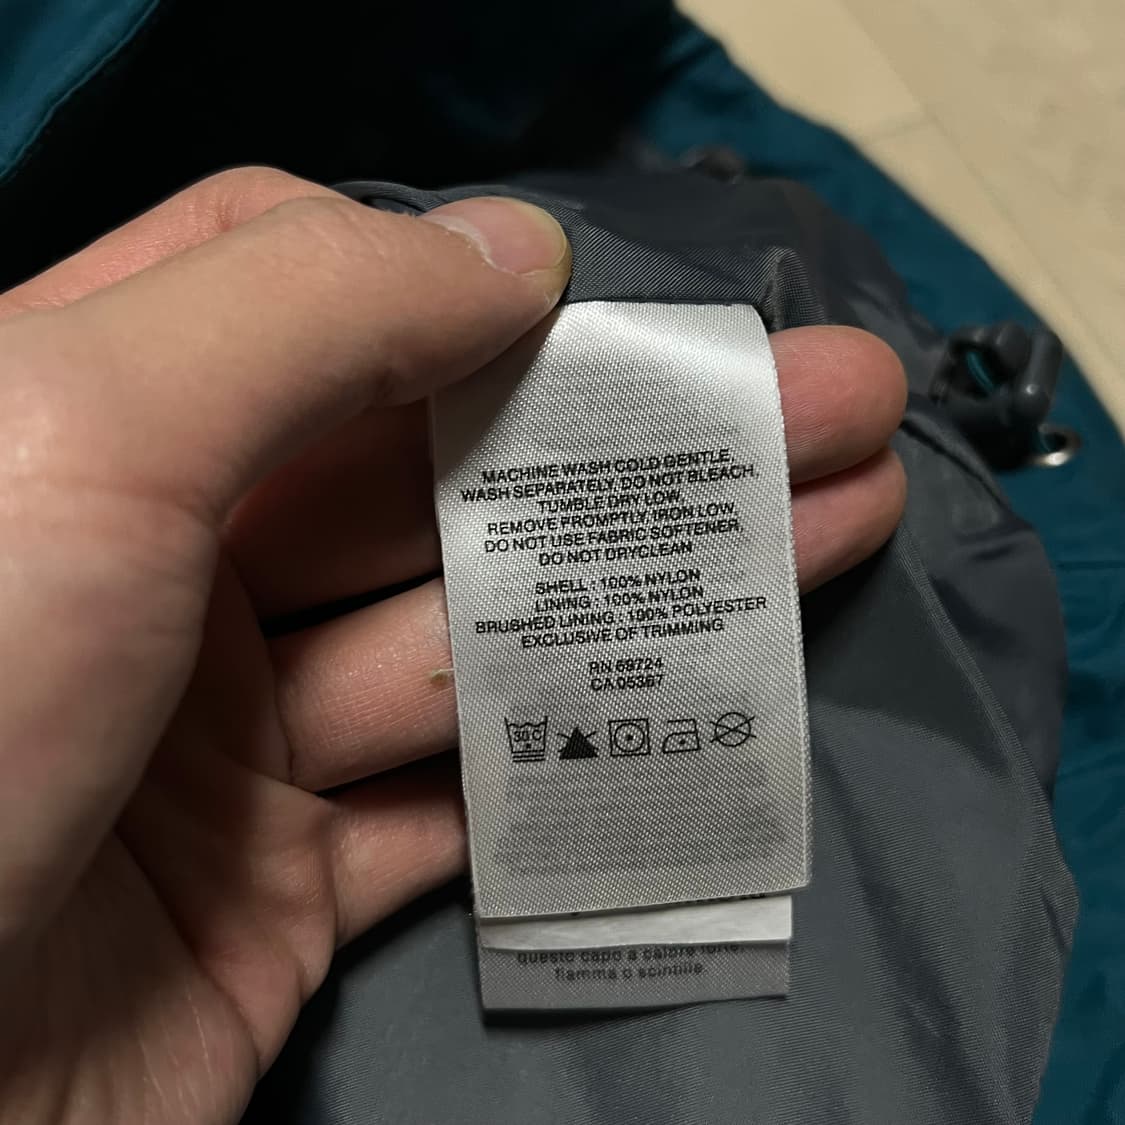 MACHINE WASH COLD GENTLE,
WASH SEPARATELY, DO NOT BLEACH.
TUMBLE DRY LOW,
REMOVE PROMPTLY, IRON LOW
DO NOT USE FABRIC SOFTENER,
DO NOT DRYCLEAN
SHELL : 100% NYLON
LINING : 100% NYLON
BRUSHED LINING : 100% POLYESTER
EXCLUSIVE OF TRIMMING
RN 69724
CA 05367
30C
questo capo a calore forte,
fiamma o scintille